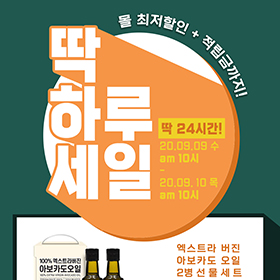 몰 최저할인 + 적립금까지!
딱
하루
세일
딱 24시간!
20.09.09 수
am 10시
-
20.09.10 목
am 10시
엑스트라 버진
아보카도 오일
2병 선물세트
100% 엑스트라버진
아보카도오일